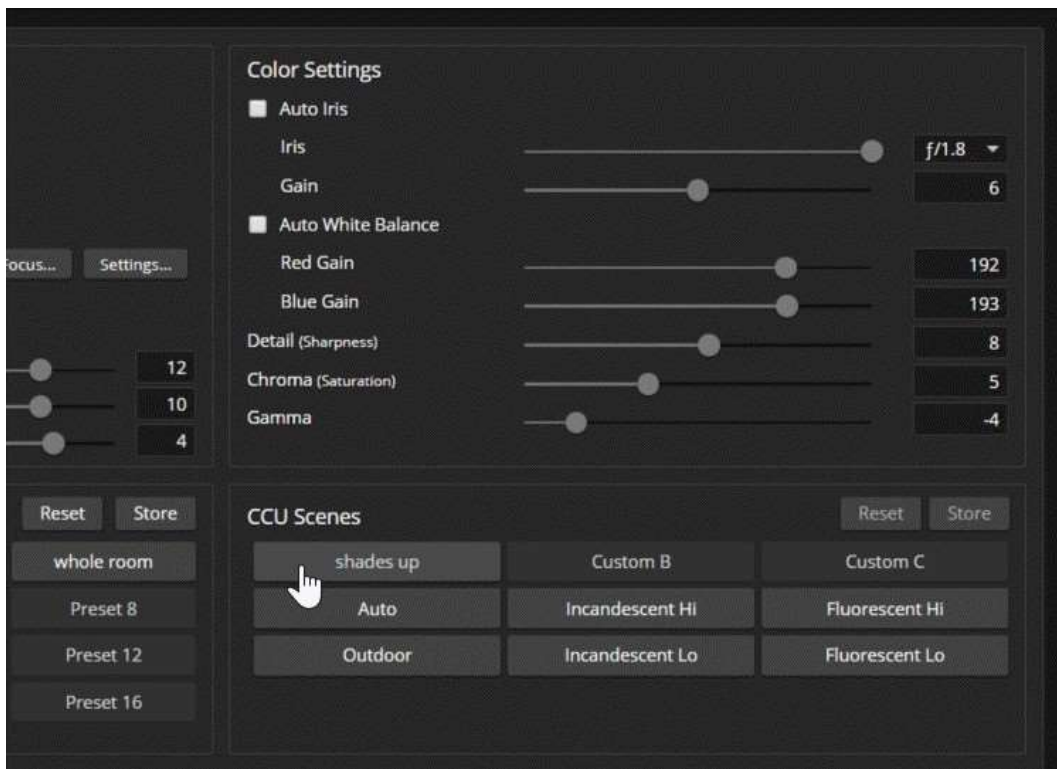 Color Settings
Auto Iris
Iris ƒ/1.8
Gain 6
Auto White Balance
Red Gain 192
Blue Gain 193
Detail (Sharpness) 8
Chroma (Saturation) 5
Gamma -4
Focus... Settings...
12
10
4
Reset Store
whole room
Preset 8
Preset 12
Preset 16
CCU Scenes Reset Store
shades up Custom B Custom C
Auto Incandescent Hi Fluorescent Hi
Outdoor Incandescent Lo Fluorescent Lo